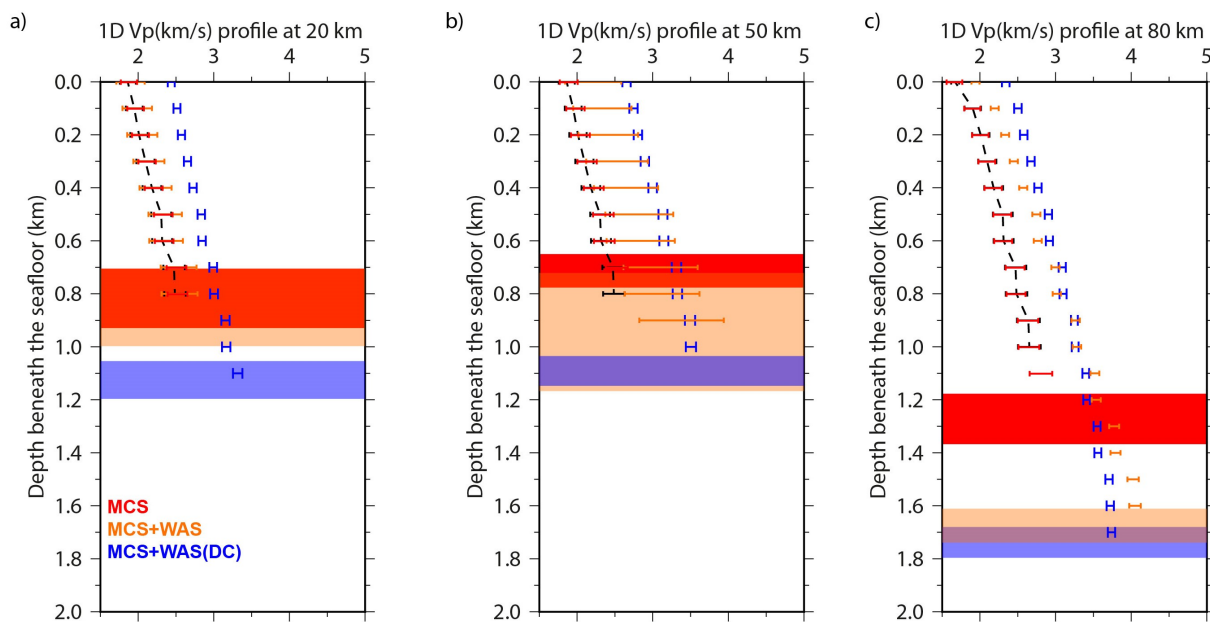 a)
1D Vp(km/s) profile at 20 km
2 3 4 5
0.0
0.2
0.4
0.6
0.8
1.0
1.2
1.4
1.6
1.8
2.0
Depth beneath the seafloor (km)
MCS
MCS+WAS
MCS+WAS(DC)
b)
1D Vp(km/s) profile at 50 km
2 3 4 5
0.0
0.2
0.4
0.6
0.8
1.0
1.2
1.4
1.6
1.8
2.0
Depth beneath the seafloor (km)
c)
1D Vp(km/s) profile at 80 km
2 3 4 5
0.0
0.2
0.4
0.6
0.8
1.0
1.2
1.4
1.6
1.8
2.0
Depth beneath the seafloor (km)